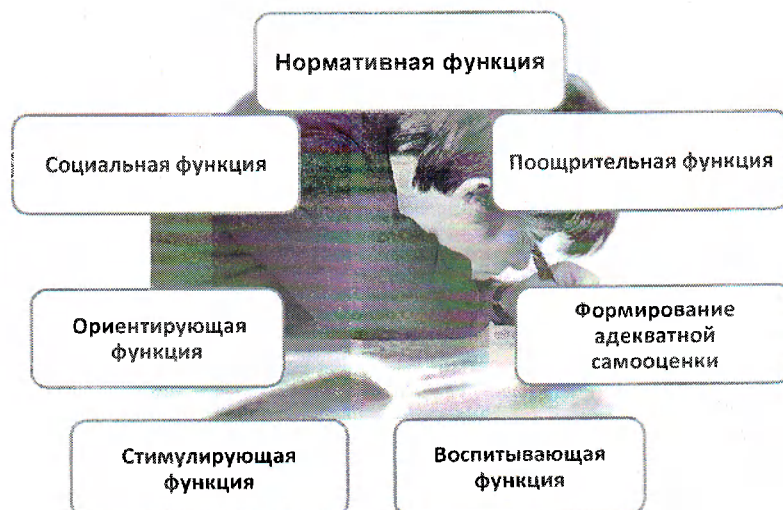 Нормативная функция
Социальная функция
Поощрительная функция
Ориентирующая
функция
Формирование
адекватной
самооценки
Стимулирующая
функция
Воспитывающая
функция